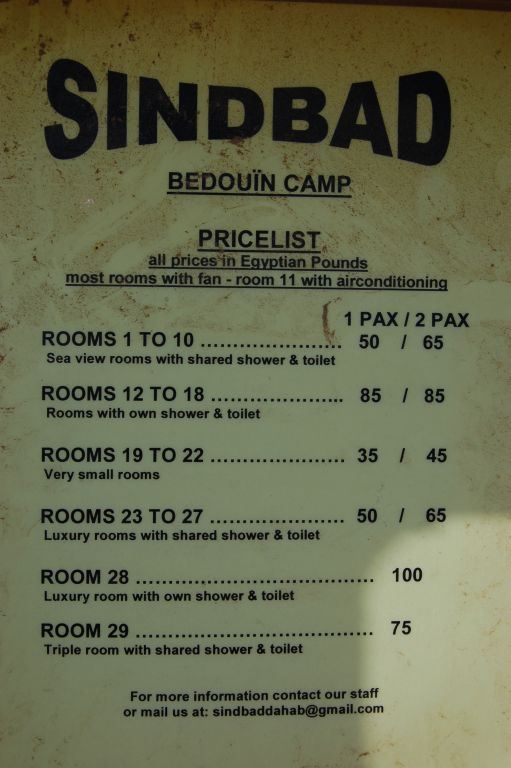 SINDBAD
BEDOUÏN CAMP
PRICELIST
all prices in Egyptian Pounds
most rooms with fan - room 11 with airconditioning
1 PAX / 2 PAX
ROOMS 1 TO 10 ........................ 50 / 65
Sea view rooms with shared shower & toilet
ROOMS 12 TO 18 ........................ 85 / 85
Rooms with own shower & toilet
ROOMS 19 TO 22 ........................ 35 / 45
Very small rooms
ROOMS 23 TO 27 ........................ 50 / 65
Luxury rooms with shared shower & toilet
ROOM 28 ........................................ 100
Luxury room with own shower & toilet
ROOM 29 ........................................ 75
Triple room with shared shower & toilet
For more information contact our staff
or mail us at: sindbaddahab@gmail.com